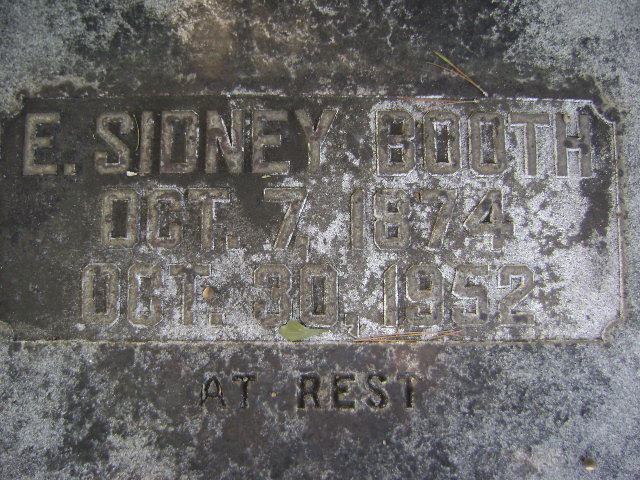 E. SIDNEY BOOTH
OCT. 7, 1874
OCT. 30, 1952
AT REST